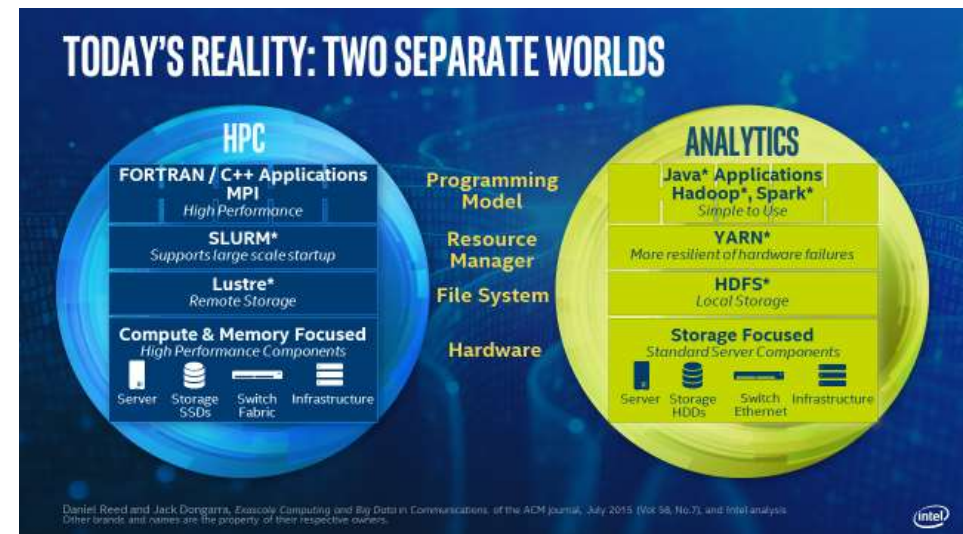 TODAY'S REALITY: TWO SEPARATE WORLDS
HPC
FORTRAN / C++ Applications
MPI
High Performance
SLURM*
Supports large scale startup
Lustre*
Remote Storage
Compute & Memory Focused
High Performance Components
Server
Storage
SSDs
Switch
Fabric
Infrastructure
Programming
Model
Resource
Manager
File System
Hardware
ANALYTICS
Java* Applications
Hadoop*, Spark*
Simple to Use
YARN*
More resilient of hardware failures
HDFS*
Local Storage
Storage Focused
Standard Server Components
Server
Storage
HDDs
Switch
Ethernet
Infrastructure
Daniel Reed and Jack Dongarra, Exascale Computing and Big Data in Communications of the ACM journal, July 2015 (Vol 58, No.7), and Intel analysis
Other brands and names are the property of their respective owners.
intel